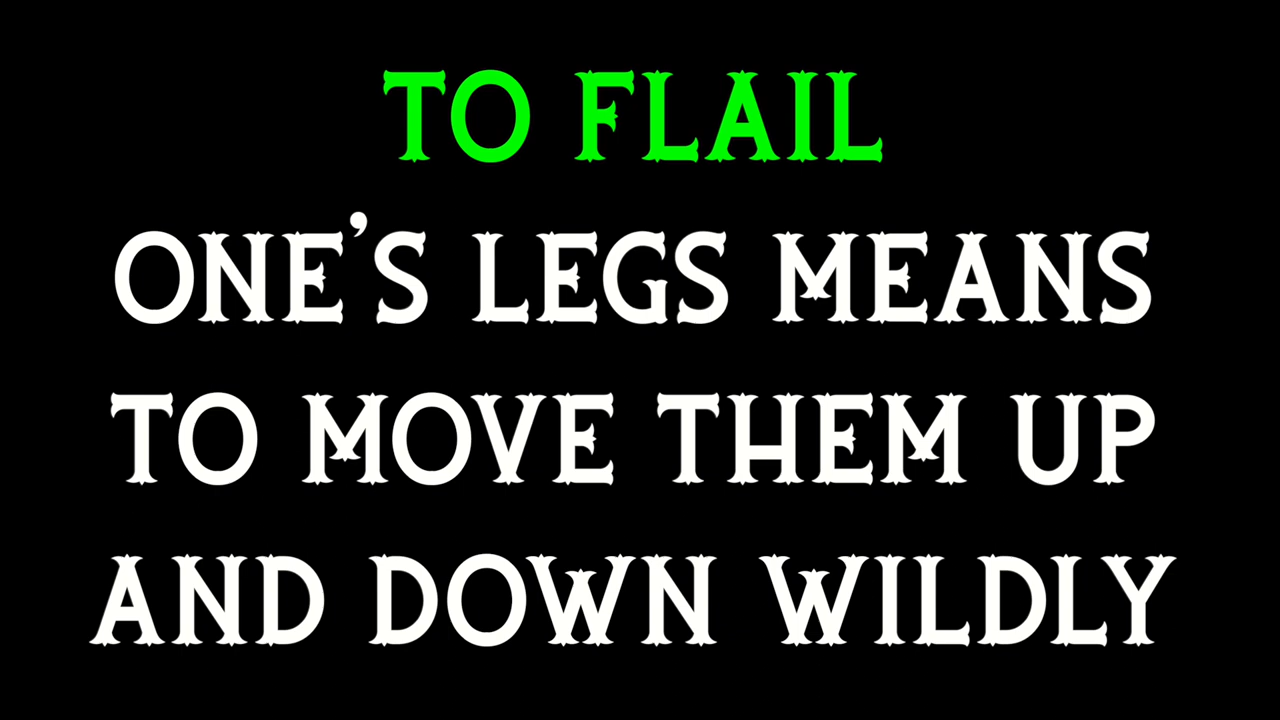 TO FLAIL
ONE'S LEGS MEANS
TO MOVE THEM UP
AND DOWN WILDLY